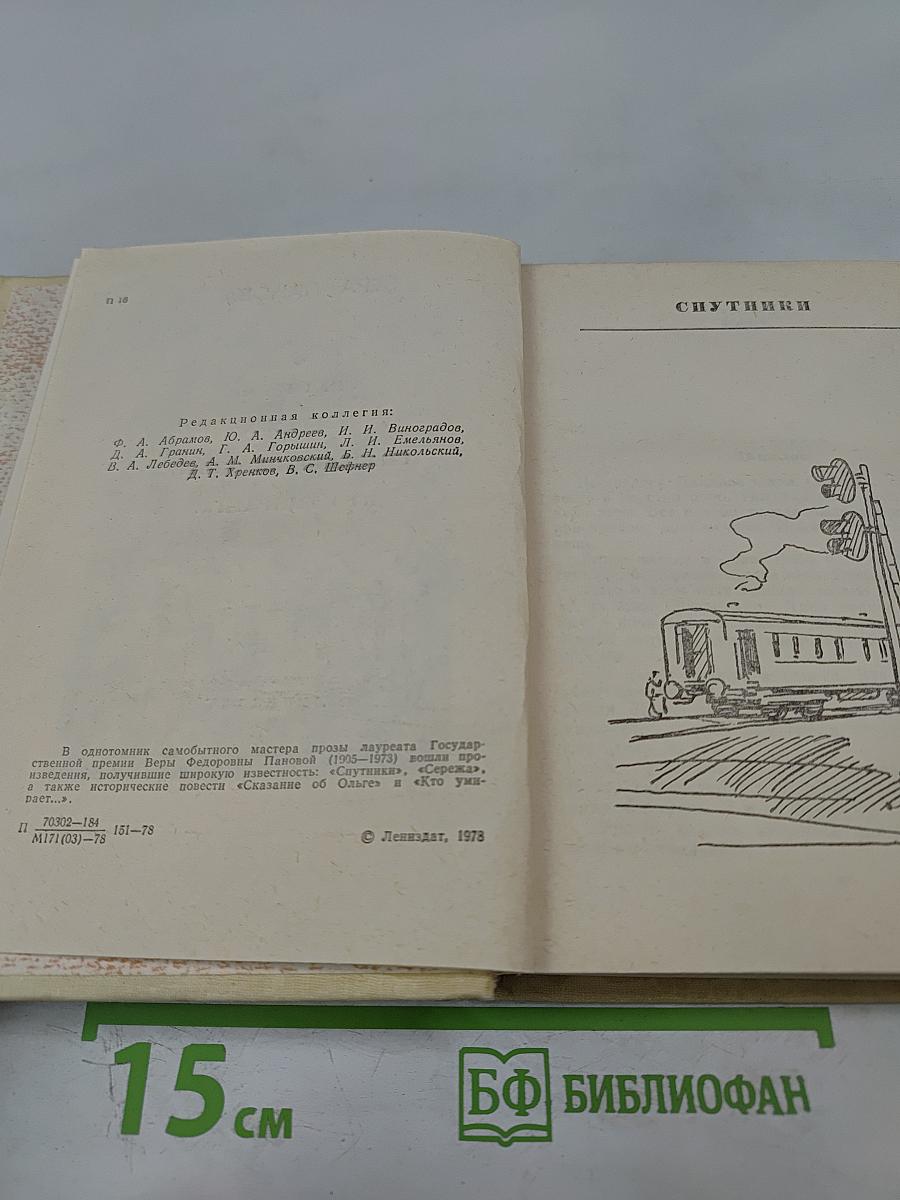 П 16
Редакционная коллегия:
Ф. А. Абрамов, Ю. А. Андреев, И. И. Виноградов,
Д. А. Гранин, Г. А. Горышин, Л. И. Емельянов,
В. А. Лебедев, А. М. Минчковский, Б. Н. Никольский,
Д. Т. Хренков, В. С. Шефнер
В однотомник самобытного мастера прозы лауреата Государ-
ственной премии Веры Федоровны Пановой (1905—1973) вошли про-
изведения, получившие широкую известность: «Спутники», «Сережа»,
а также исторические повести «Сказание об Ольге» и «Кто уми-
рает...».
П 70302—184 151—78
М171(03)—78
© Лениздат, 1978
СПУТНИКИ
15 см
БФ БИБЛИОФАН